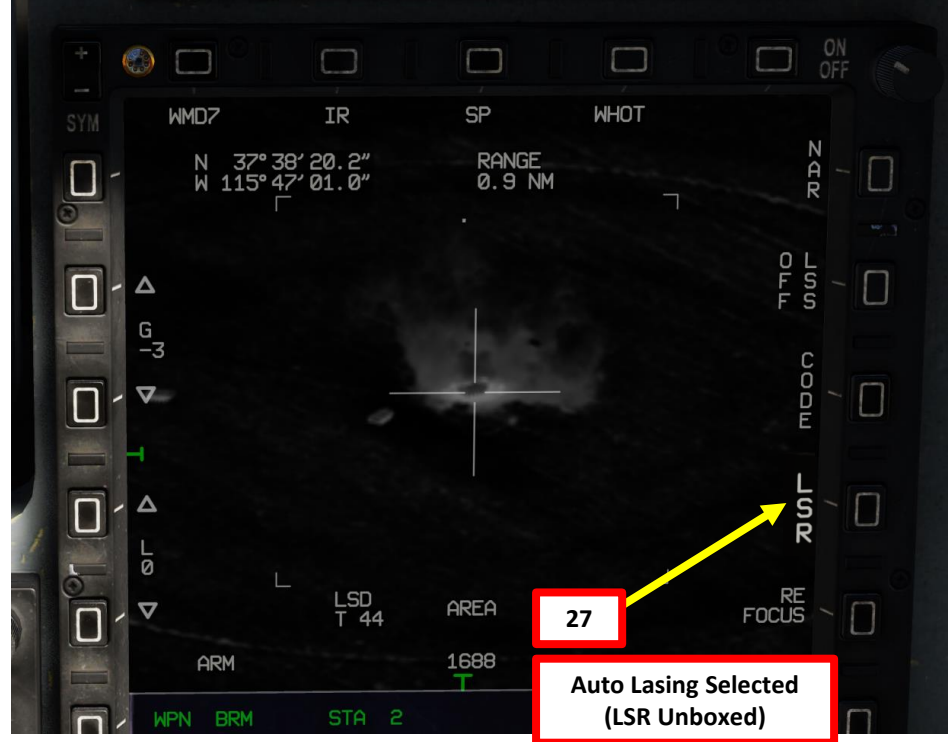 +
-
SYM
ON
OFF
WMD7 IR SP WHOT
N 37°38'20.2"
W 115°47'01.0"
RANGE
0.9 NM
NAR
OFF LSS
G
-3
CODE
LSR
L
0
LSD
T 44
AREA
RE
FOCUS
27
ARM
1688
Auto Lasing Selected
(LSR Unboxed)
WPN BRM STA 2